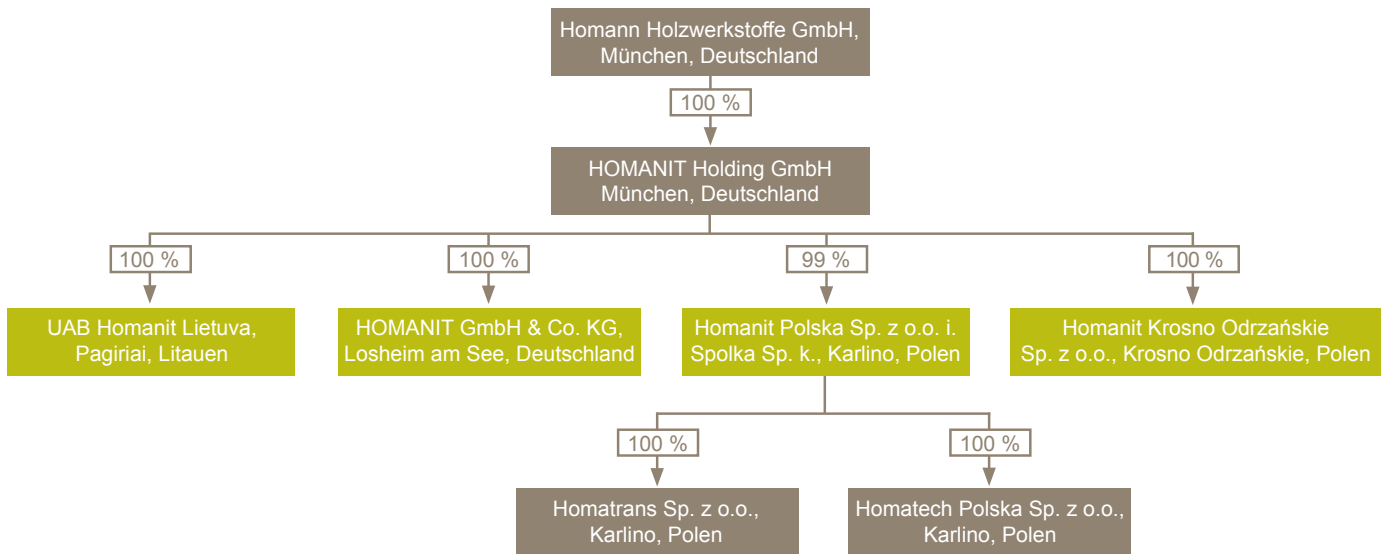 Homann Holzwerkstoffe GmbH,
München, Deutschland
100 %
HOMANIT Holding GmbH
München, Deutschland
100 %
100 %
99 %
100 %
UAB Homanit Lietuva,
Pagiriai, Litauen
HOMANIT GmbH & Co. KG,
Losheim am See, Deutschland
Homanit Polska Sp. z o.o. i.
Spolka Sp. k., Karlino, Polen
Homanit Krosno Odrzańskie
Sp. z o.o., Krosno Odrzańskie, Polen
100 %
100 %
Homatrans Sp. z o.o.,
Karlino, Polen
Homatech Polska Sp. z o.o.,
Karlino, Polen